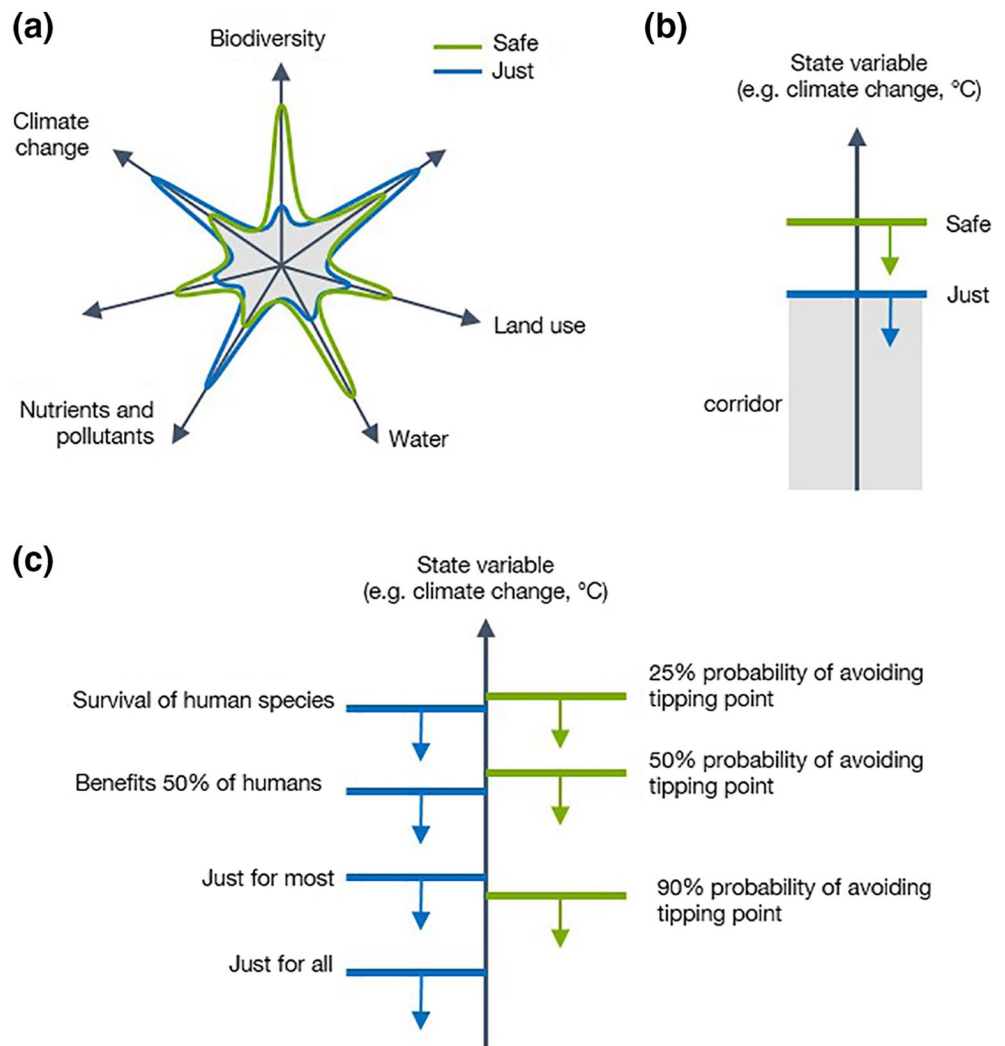 (a)
Biodiversity
Safe
Just
Climate
change
Land use
Nutrients and
pollutants
Water
(b)
State variable
(e.g. climate change, °C)
Safe
Just
corridor
(c)
State variable
(e.g. climate change, °C)
Survival of human species
25% probability of avoiding
tipping point
Benefits 50% of humans
50% probability of avoiding
tipping point
Just for most
90% probability of avoiding
tipping point
Just for all